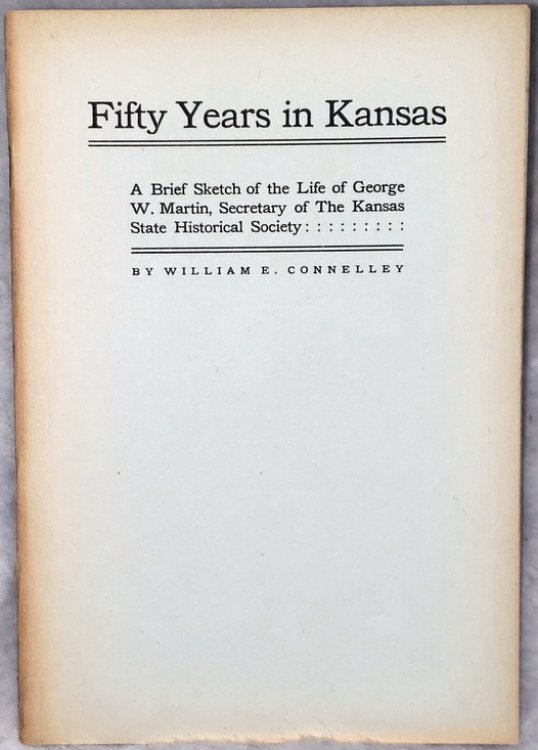 Fifty Years in Kansas
A Brief Sketch of the Life of George
W. Martin, Secretary of The Kansas
State Historical Society : : : : : : : : :
BY WILLIAM E. CONNELLEY